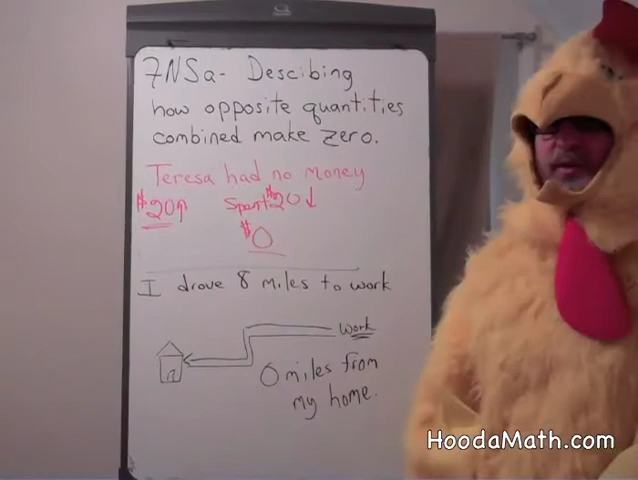 7NSa- Descibing
how opposite quantities
combined make zero.
Teresa had no money
$20↑ Spent $20↓
$0
I drove 8 miles to work
work
0 miles from
my home.
HoodaMath.com